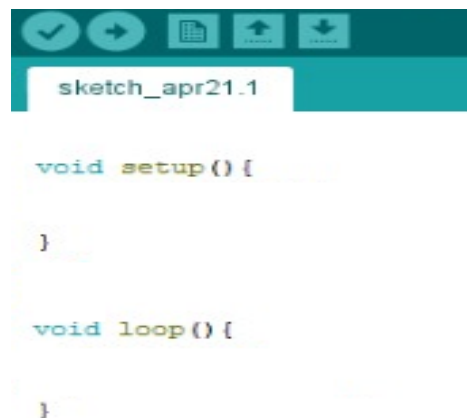 sketch_apr21.1
void setup(){
}
void loop(){
}